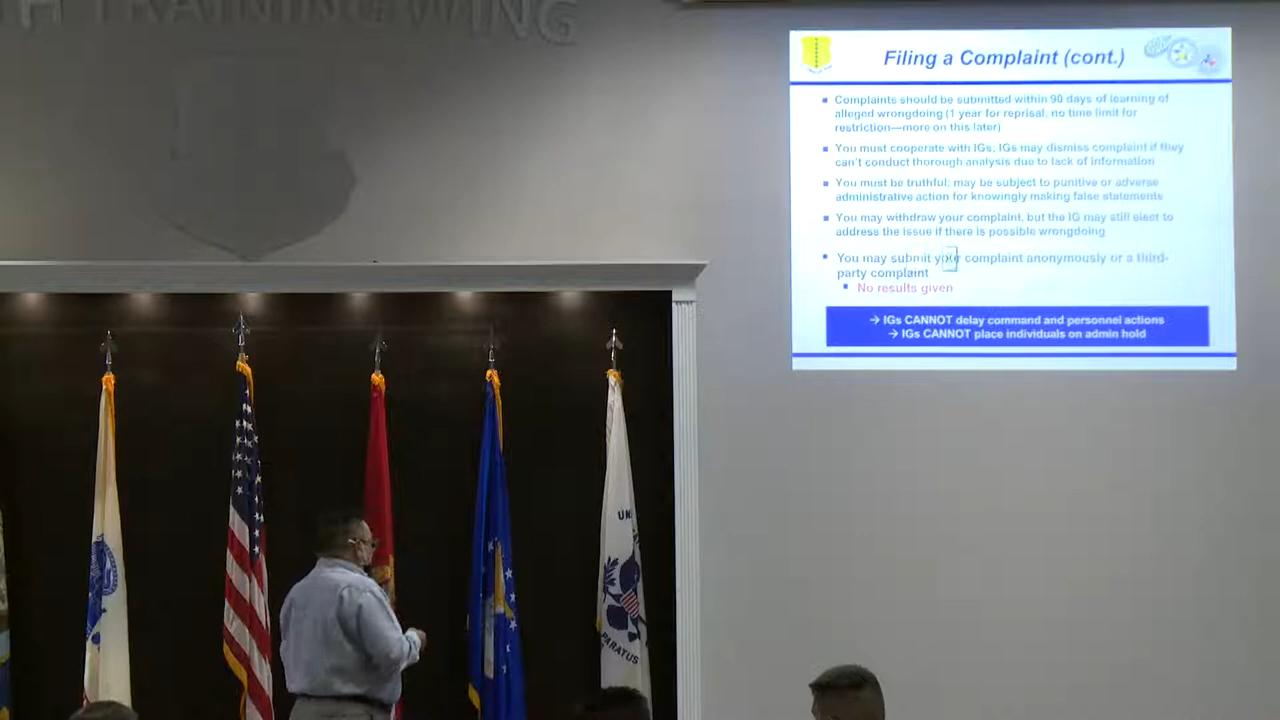 H TRAINING WING
Filing a Complaint (cont.)
Complaints should be submitted within 90 days of learning of
alleged wrongdoing (1 year for reprisal, no time limit for
restriction—more on this later)
You must cooperate with IGs; IGs may dismiss complaint if they
can't conduct thorough analysis due to lack of information
You must be truthful; may be subject to punitive or adverse
administrative action for knowingly making false statements
You may withdraw your complaint, but the IG may still elect to
address the issue if there is possible wrongdoing
You may submit your complaint anonymously or a third-
party complaint
No results given
→ IGs CANNOT delay command and personnel actions
→ IGs CANNOT place individuals on admin hold
UN
PARATUS